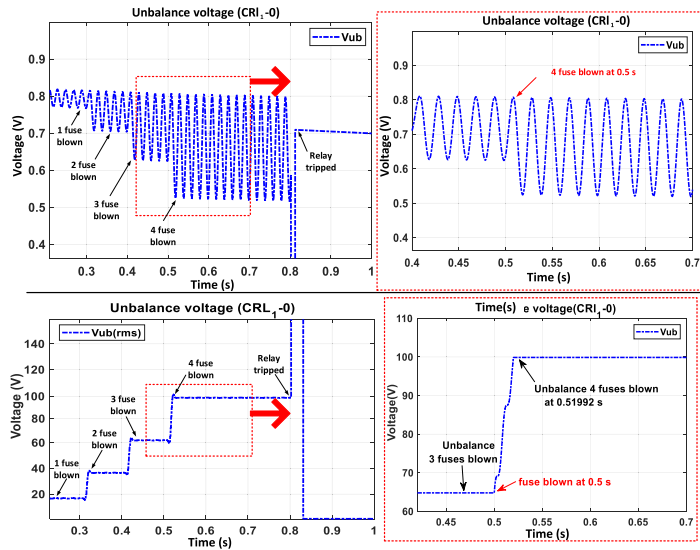 Unbalance voltage (CRl₁-0)
Vub
0.9
0.8
0.7
0.6
0.5
0.4
Voltage (V)
1 fuse
blown
2 fuse
blown
3 fuse
blown
4 fuse
blown
Relay
tripped
0.3
0.4
0.5
0.6
0.7
0.8
0.9
1
Time (s)
Unbalance voltage (CRl₁-0)
Vub
4 fuse blown at 0.5 s
0.9
0.8
0.7
0.6
0.5
0.4
Voltage (V)
0.4
0.45
0.5
0.55
0.6
0.65
0.7
Time (s)
Unbalance voltage (CRL₁-0)
Vub(rms)
140
120
100
80
60
40
20
Voltage (V)
1 fuse
blown
2 fuse
blown
3 fuse
blown
4 fuse
blown
Relay
tripped
0.3
0.4
0.5
0.6
0.7
0.8
0.9
1
Time (s)
Time(s) e voltage(CRl₁-0)
Vub
110
100
90
80
70
60
Voltage(V)
Unbalance 4 fuses blown
at 0.51992 s
Unbalance
3 fuses blown
fuse blown at 0.5 s
0.45
0.5
0.55
0.6
0.65
0.7
Time (s)